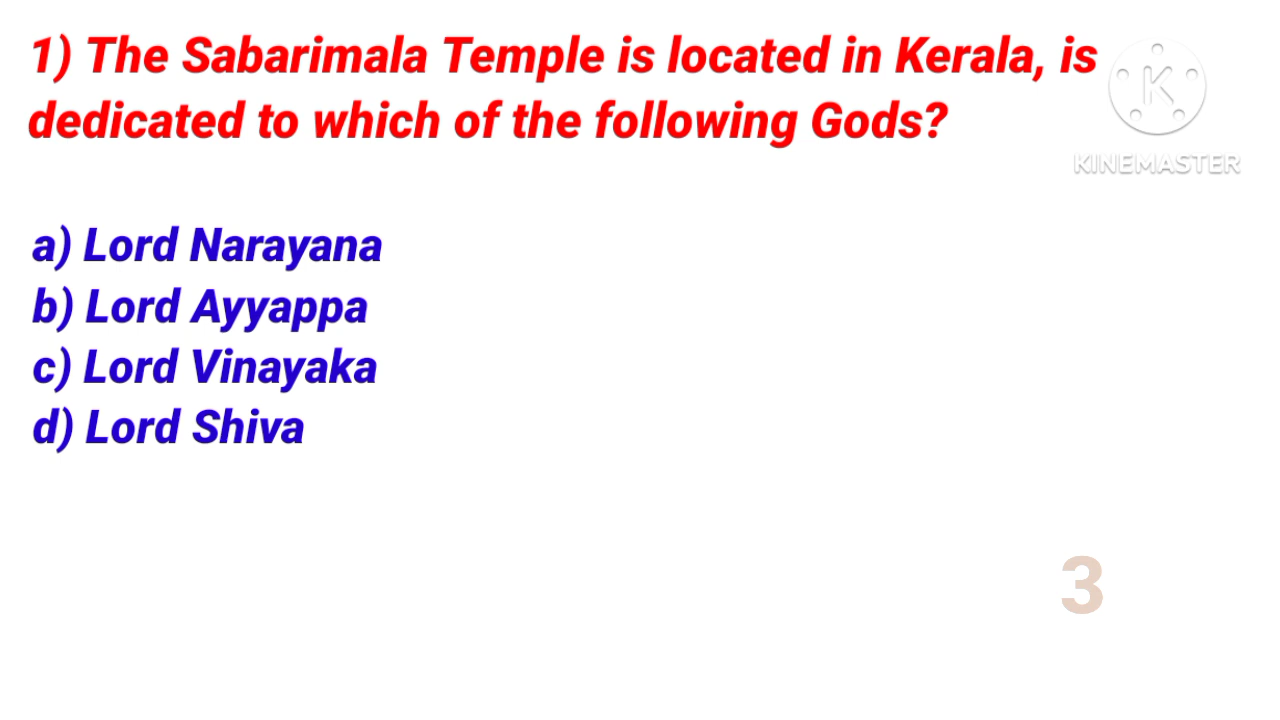 1) The Sabarimala Temple is located in Kerala, is
dedicated to which of the following Gods?
K
KINEMASTER
a) Lord Narayana
b) Lord Ayyappa
c) Lord Vinayaka
d) Lord Shiva
3